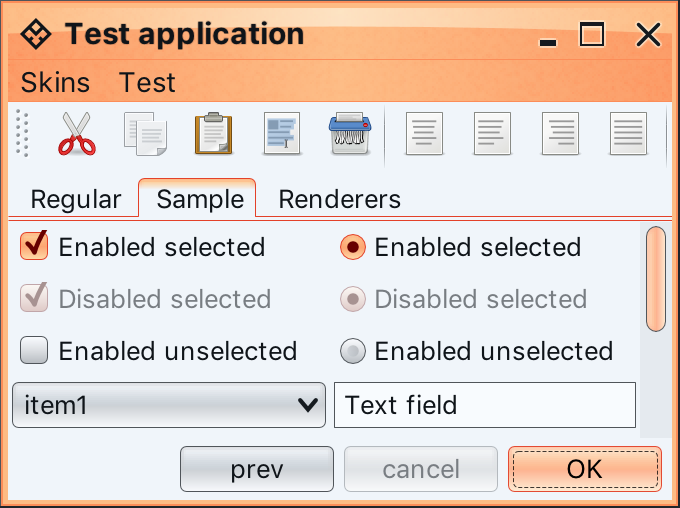 Test application
Skins Test
Regular Sample Renderers
Enabled selected Enabled selected
Disabled selected Disabled selected
Enabled unselected Enabled unselected
item1 Text field
prev cancel OK